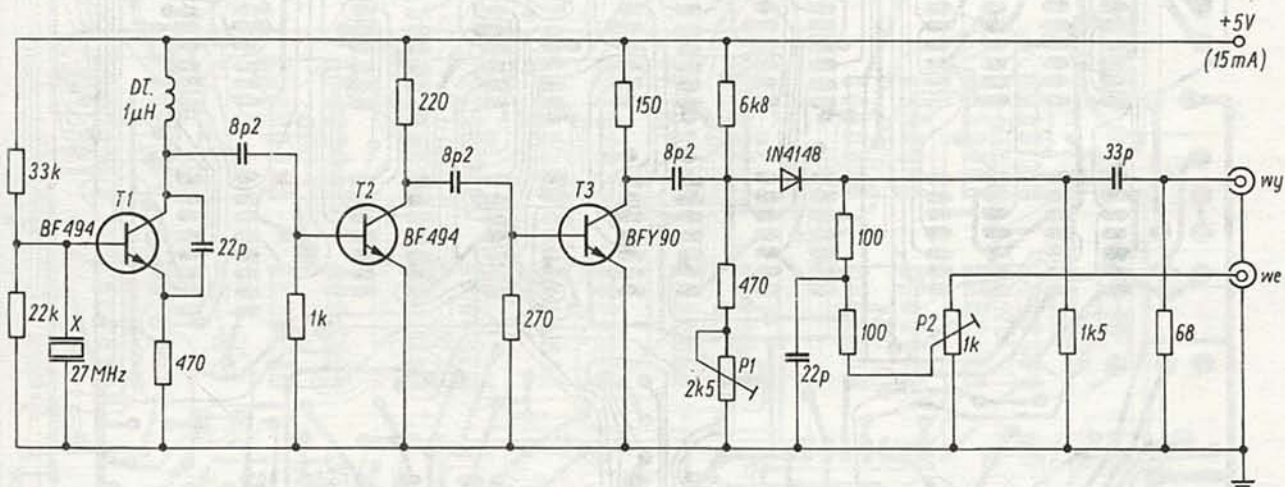 +5V
(15mA)
DŁ.
1µH
8p2
220
8p2
150
8p2
6k8
1N4148
33p
wy
33k
T1
BF494
22p
T2
BF494
T3
BFY90
100
we
22k
X
27MHz
470
1k
270
470
P1
2k5
22p
100
P2
1k
1k5
68